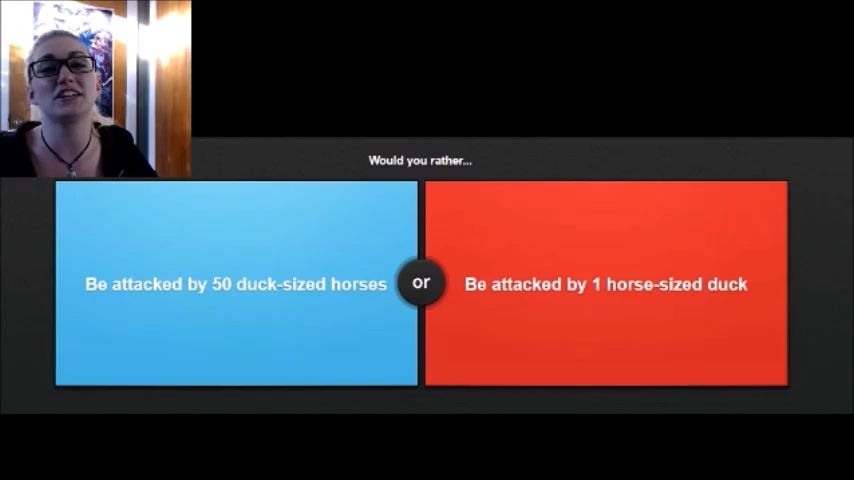 Would you rather...
Be attacked by 50 duck-sized horses
or
Be attacked by 1 horse-sized duck